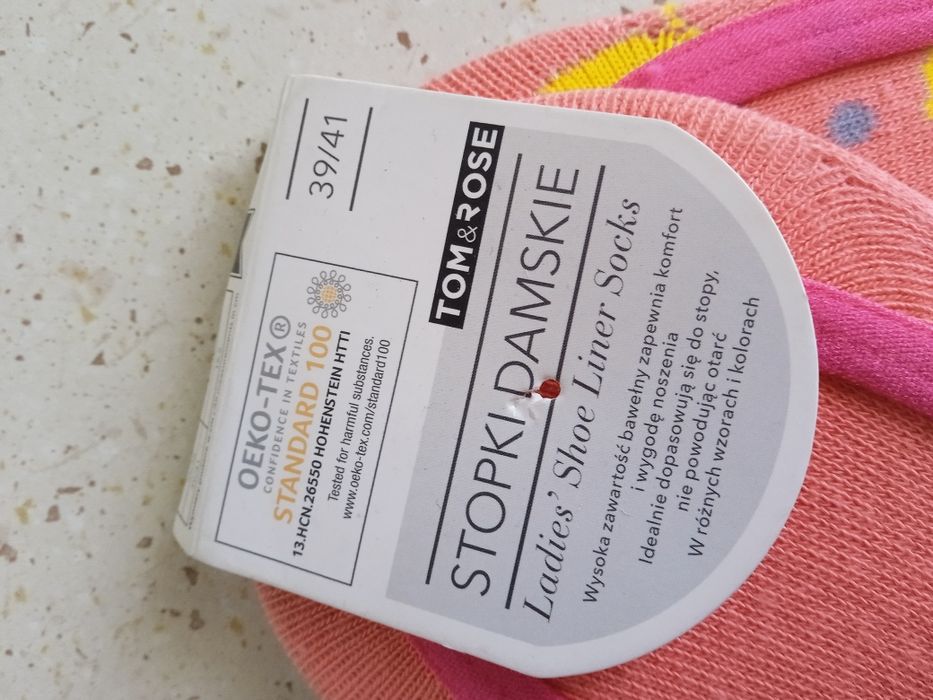 39/41
OEKO-TEX®
CONFIDENCE IN TEXTILES
STANDARD 100
13.HCN.26550 HOHENSTEIN HTTI
Tested for harmful substances.
www.oeko-tex.com/standard100
TOM & ROSE
STOPKI DAMSKIE
Ladies' Shoe Liner Socks
Wysoka zawartość bawełny zapewnia komfort
i wygodę noszenia
Idealnie dopasowują się do stopy,
nie powodując otarć
W różnych wzorach i kolorach